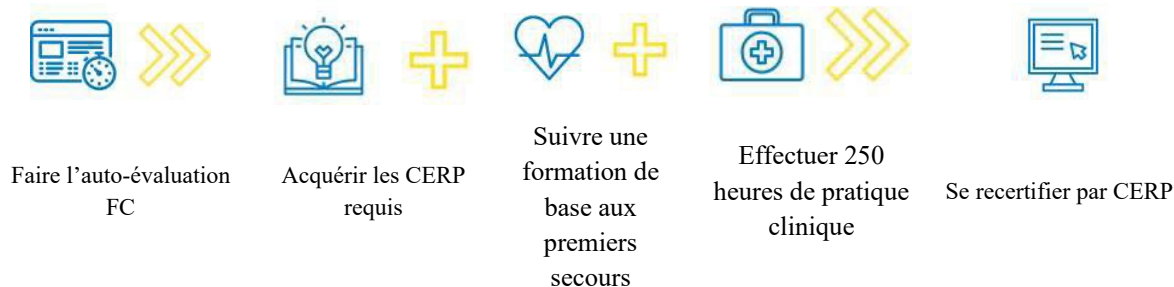 Faire l’auto-évaluation
FC
Acquérir les CERP
requis
Suivre une
formation de
base aux
premiers
secours
Effectuer 250
heures de pratique
clinique
Se recertifier par CERP